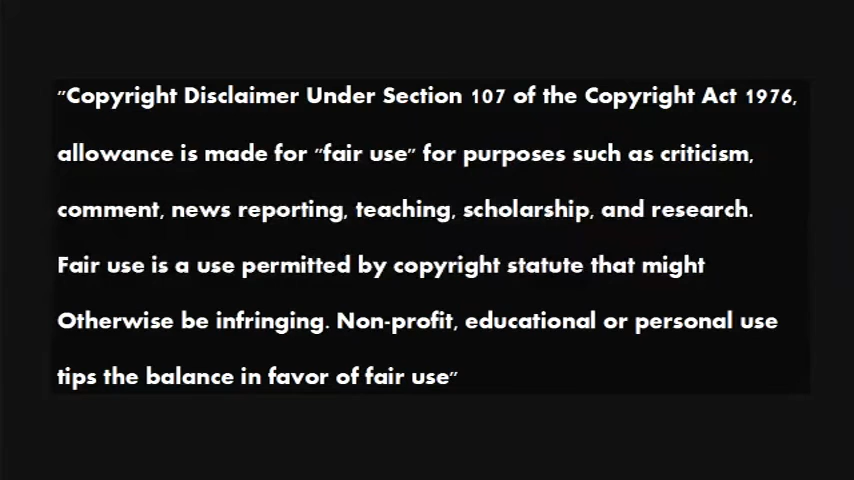 "Copyright Disclaimer Under Section 107 of the Copyright Act 1976,
allowance is made for "fair use" for purposes such as criticism,
comment, news reporting, teaching, scholarship, and research.
Fair use is a use permitted by copyright statute that might
Otherwise be infringing. Non-profit, educational or personal use
tips the balance in favor of fair use"